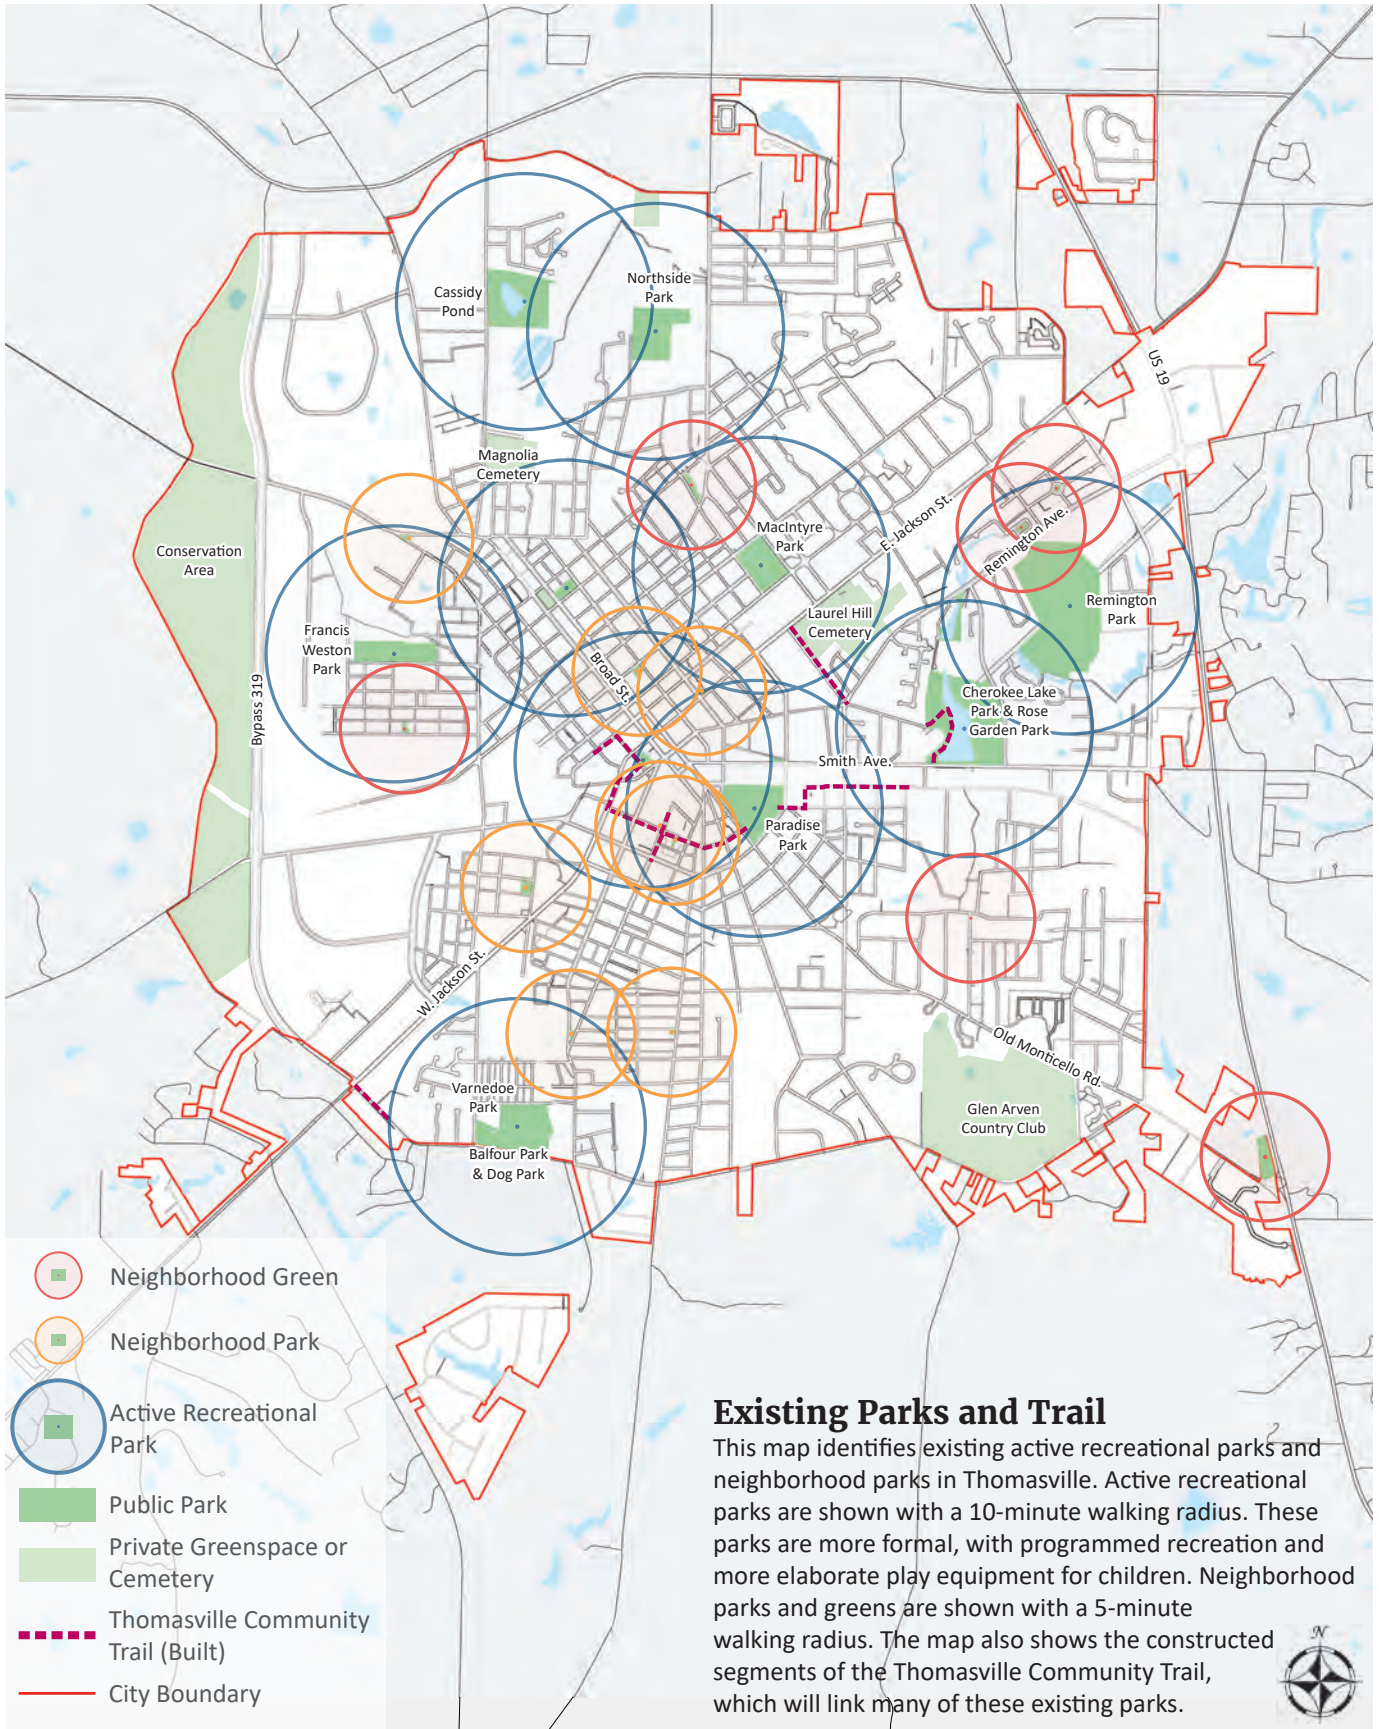 Northside
Park
Cassidy
Pond
US 19
Magnolia
Cemetery
MacIntyre
Park
E. Jackson St.
Remington Ave.
Conservation
Area
Remington
Park
Laurel Hill
Cemetery
Francis
Weston
Park
Broad St.
Bypass 319
Cherokee Lake
Park & Rose
Garden Park
Smith Ave.
Paradise
Park
W. Jackson St.
Old Monticello Rd.
Varnedoe
Park
Glen Arven
Country Club
Balfour Park
& Dog Park
Neighborhood Green
Neighborhood Park
Active Recreational
Park
Public Park
Private Greenspace or
Cemetery
Thomasville Community
Trail (Built)
City Boundary
Existing Parks and Trail
This map identifies existing active recreational parks and
neighborhood parks in Thomasville. Active recreational
parks are shown with a 10-minute walking radius. These
parks are more formal, with programmed recreation and
more elaborate play equipment for children. Neighborhood
parks and greens are shown with a 5-minute
walking radius. The map also shows the constructed
segments of the Thomasville Community Trail,
which will link many of these existing parks.
N